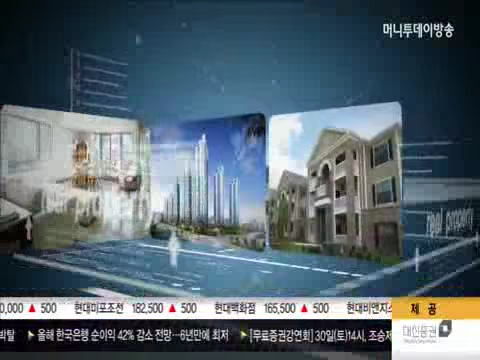 머니투데이방송
real property
0,000 ▲ 500 현대미포조선 182,500 ▲ 500 현대백화점 165,500 ▲ 500 현대비앤지스
제 공
박탈 ▶ 올해 한국은행 순이익 42% 감소 전망…6년만에 최저 ▶ [무료증권강연회] 30일(토)14시, 조승제
대신증권